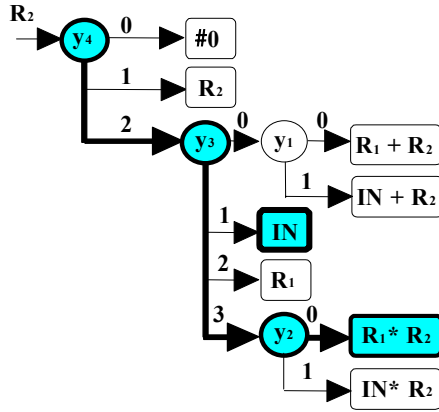 R₂
y₄ 0 #0
1 R₂
2 y₃ 0 y₁ 0 R₁ + R₂
1 IN + R₂
1 IN
2 R₁
3 y₂ 0 R₁* R₂
1 IN* R₂